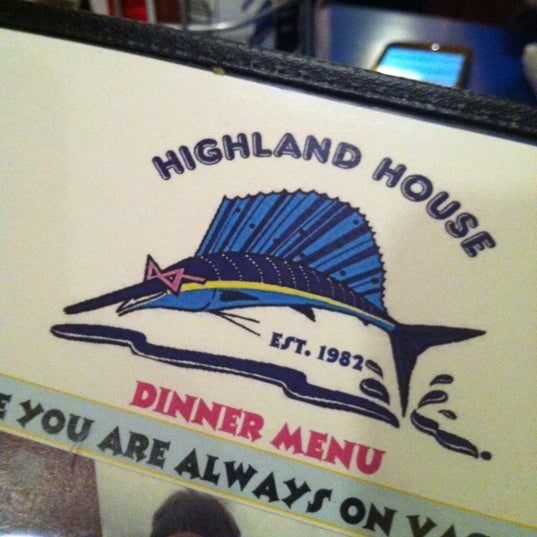 HIGHLAND HOUSE
EST. 1982
DINNER MENU
YOU ARE ALWAYS ON